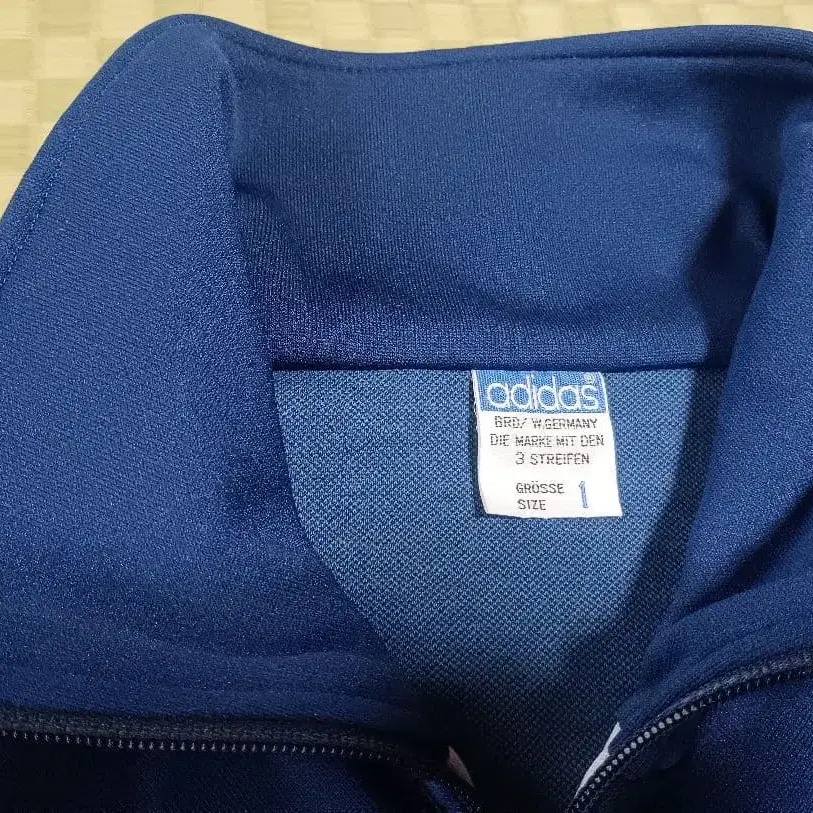 adidas®
BRD/ W.GERMANY
DIE MARKE MIT DEN
3 STREIFEN
GRÖSSE 1
SIZE